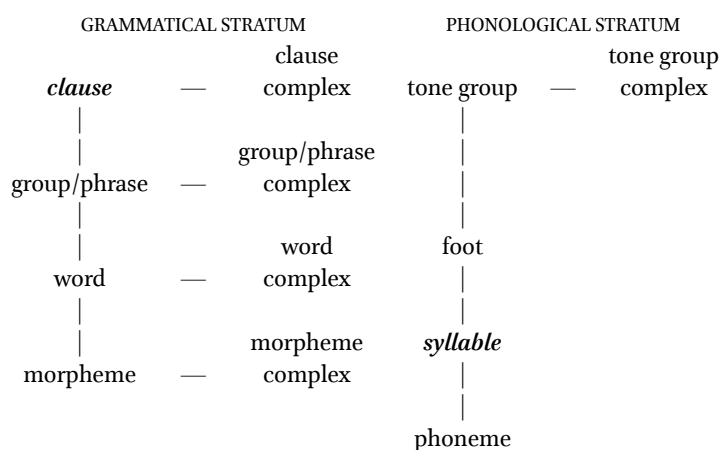 GRAMMATICAL STRATUM PHONOLOGICAL STRATUM
clause tone group
clause — complex tone group — complex
group/phrase
group/phrase — complex
word foot
word — complex
morpheme syllable
morpheme — complex
phoneme